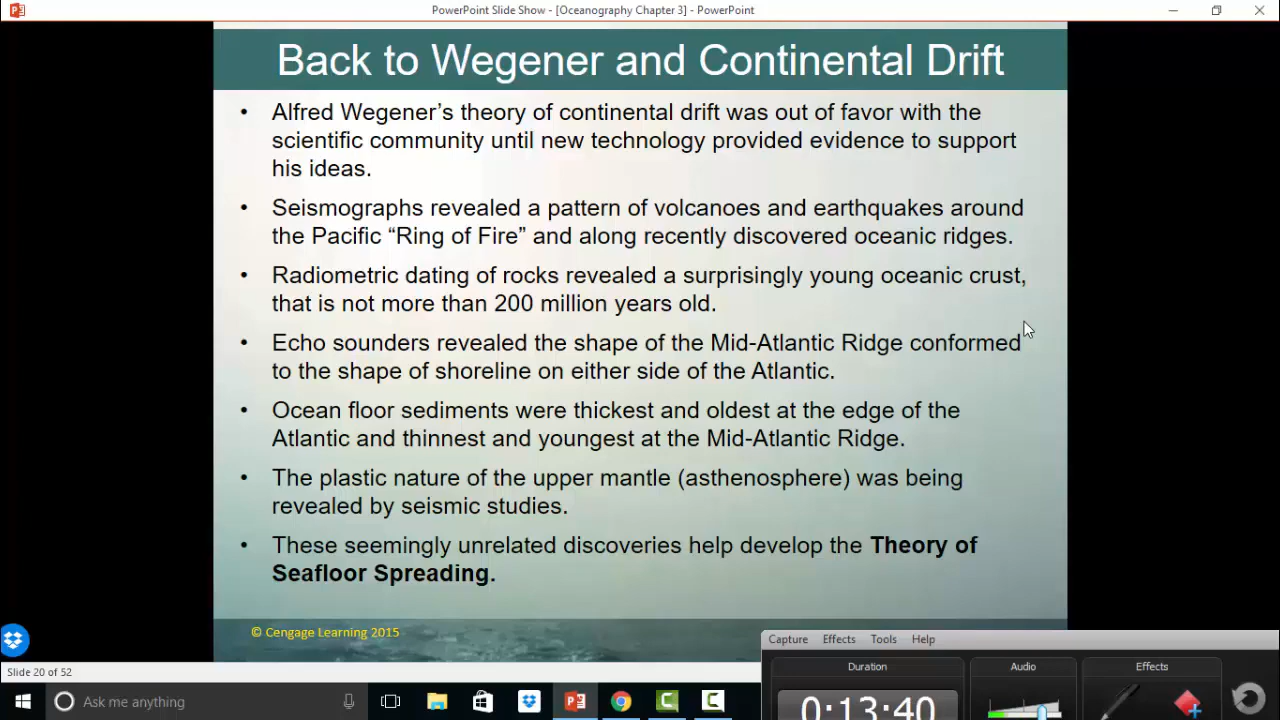 PowerPoint Slide Show - [Oceanography Chapter 3] - PowerPoint
Back to Wegener and Continental Drift
• Alfred Wegener’s theory of continental drift was out of favor with the
scientific community until new technology provided evidence to support
his ideas.
• Seismographs revealed a pattern of volcanoes and earthquakes around
the Pacific “Ring of Fire” and along recently discovered oceanic ridges.
• Radiometric dating of rocks revealed a surprisingly young oceanic crust,
that is not more than 200 million years old.
• Echo sounders revealed the shape of the Mid-Atlantic Ridge conformed
to the shape of shoreline on either side of the Atlantic.
• Ocean floor sediments were thickest and oldest at the edge of the
Atlantic and thinnest and youngest at the Mid-Atlantic Ridge.
• The plastic nature of the upper mantle (asthenosphere) was being
revealed by seismic studies.
• These seemingly unrelated discoveries help develop the Theory of
Seafloor Spreading.
© Cengage Learning 2015
Slide 20 of 52
Capture Effects Tools Help
Duration Audio Effects
0:13:40
Ask me anything